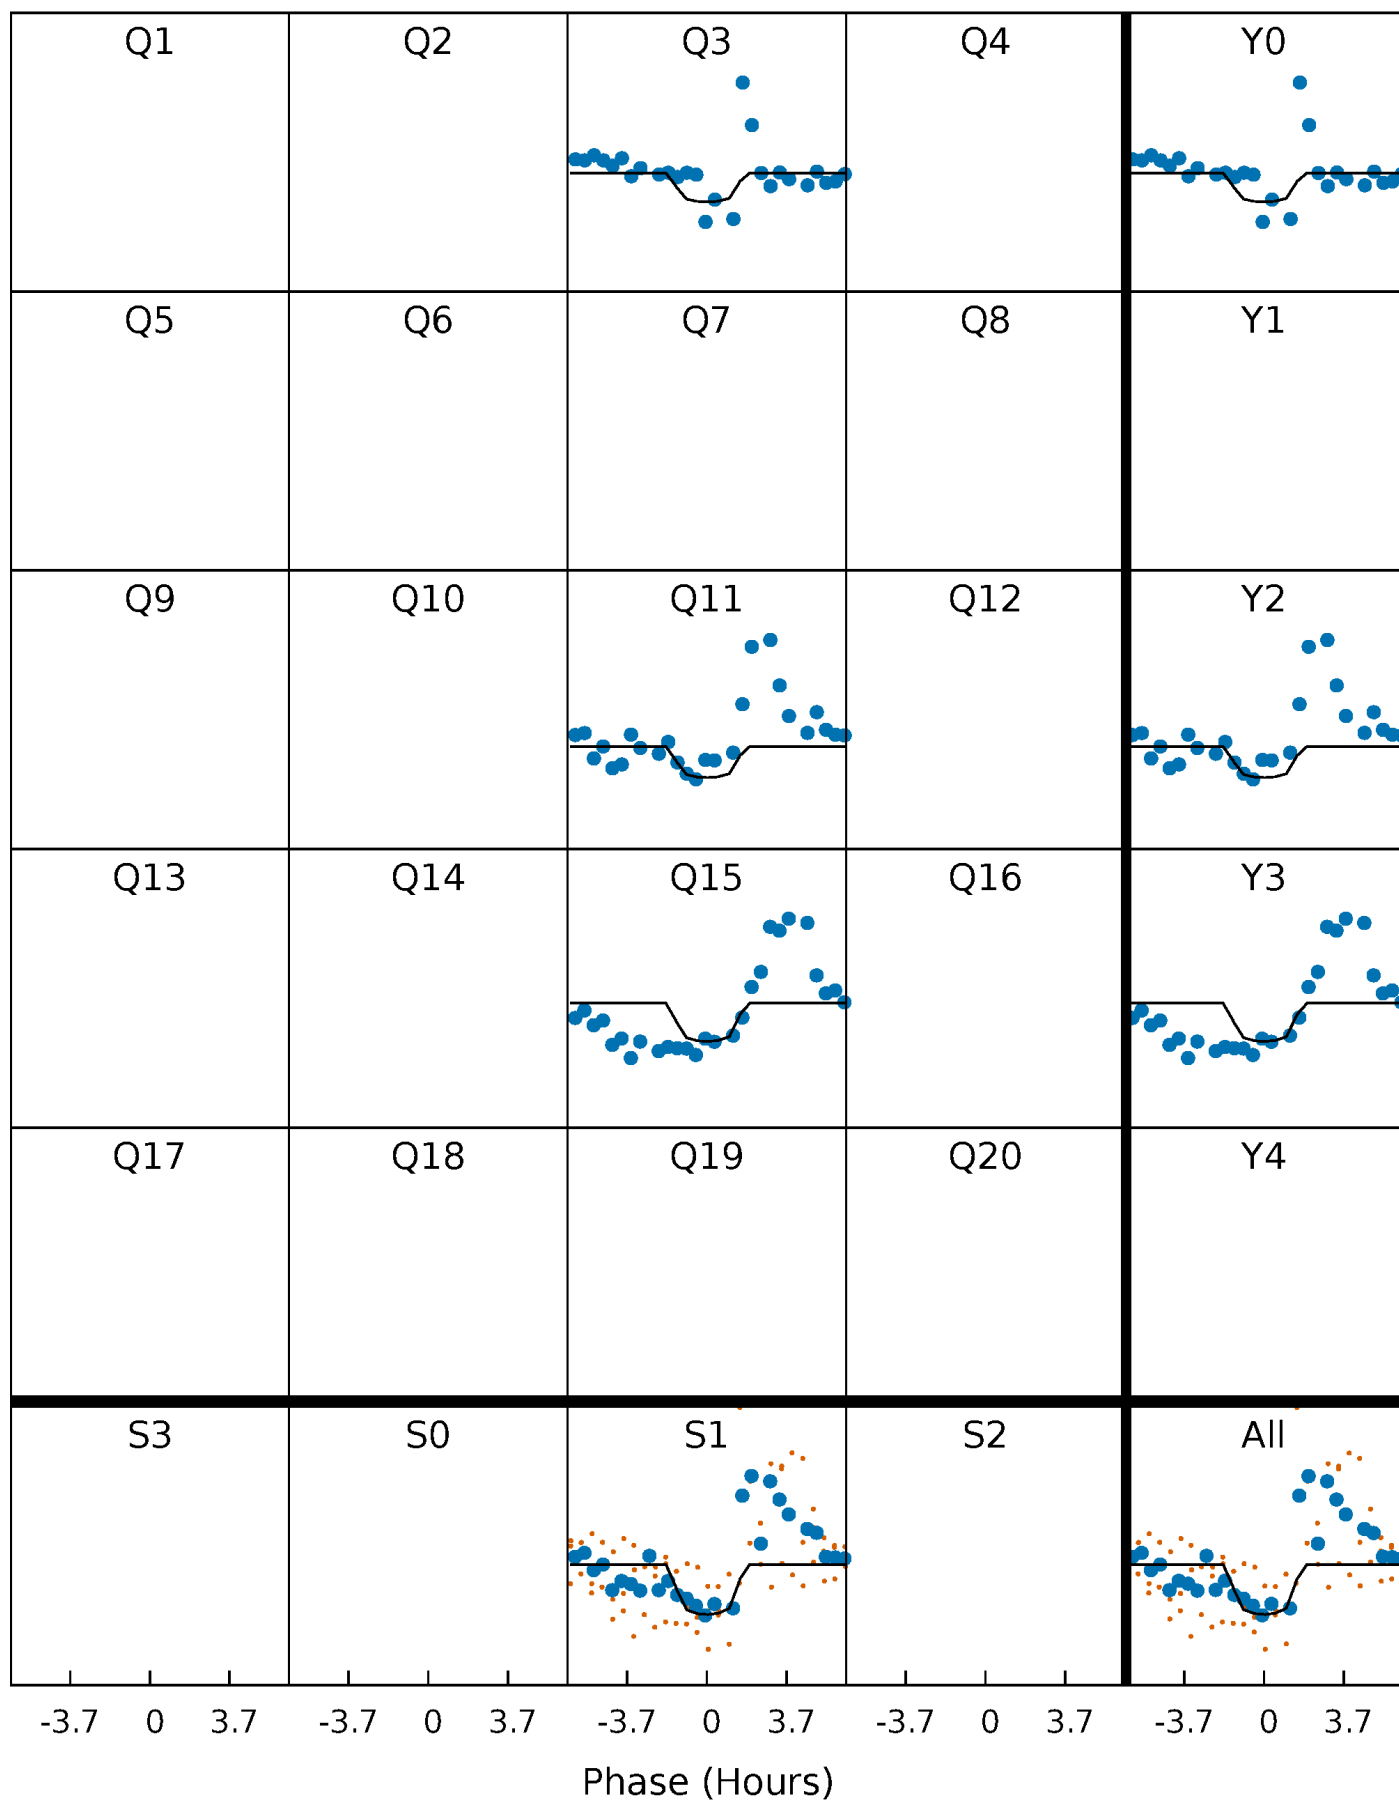 Q1 Q2 Q3 Q4 Y0
Q5 Q6 Q7 Q8 Y1
Q9 Q10 Q11 Q12 Y2
Q13 Q14 Q15 Q16 Y3
Q17 Q18 Q19 Q20 Y4
S3 S0 S1 S2 All
-3.7 0 3.7 -3.7 0 3.7 -3.7 0 3.7 -3.7 0 3.7 -3.7 0 3.7
Phase (Hours)